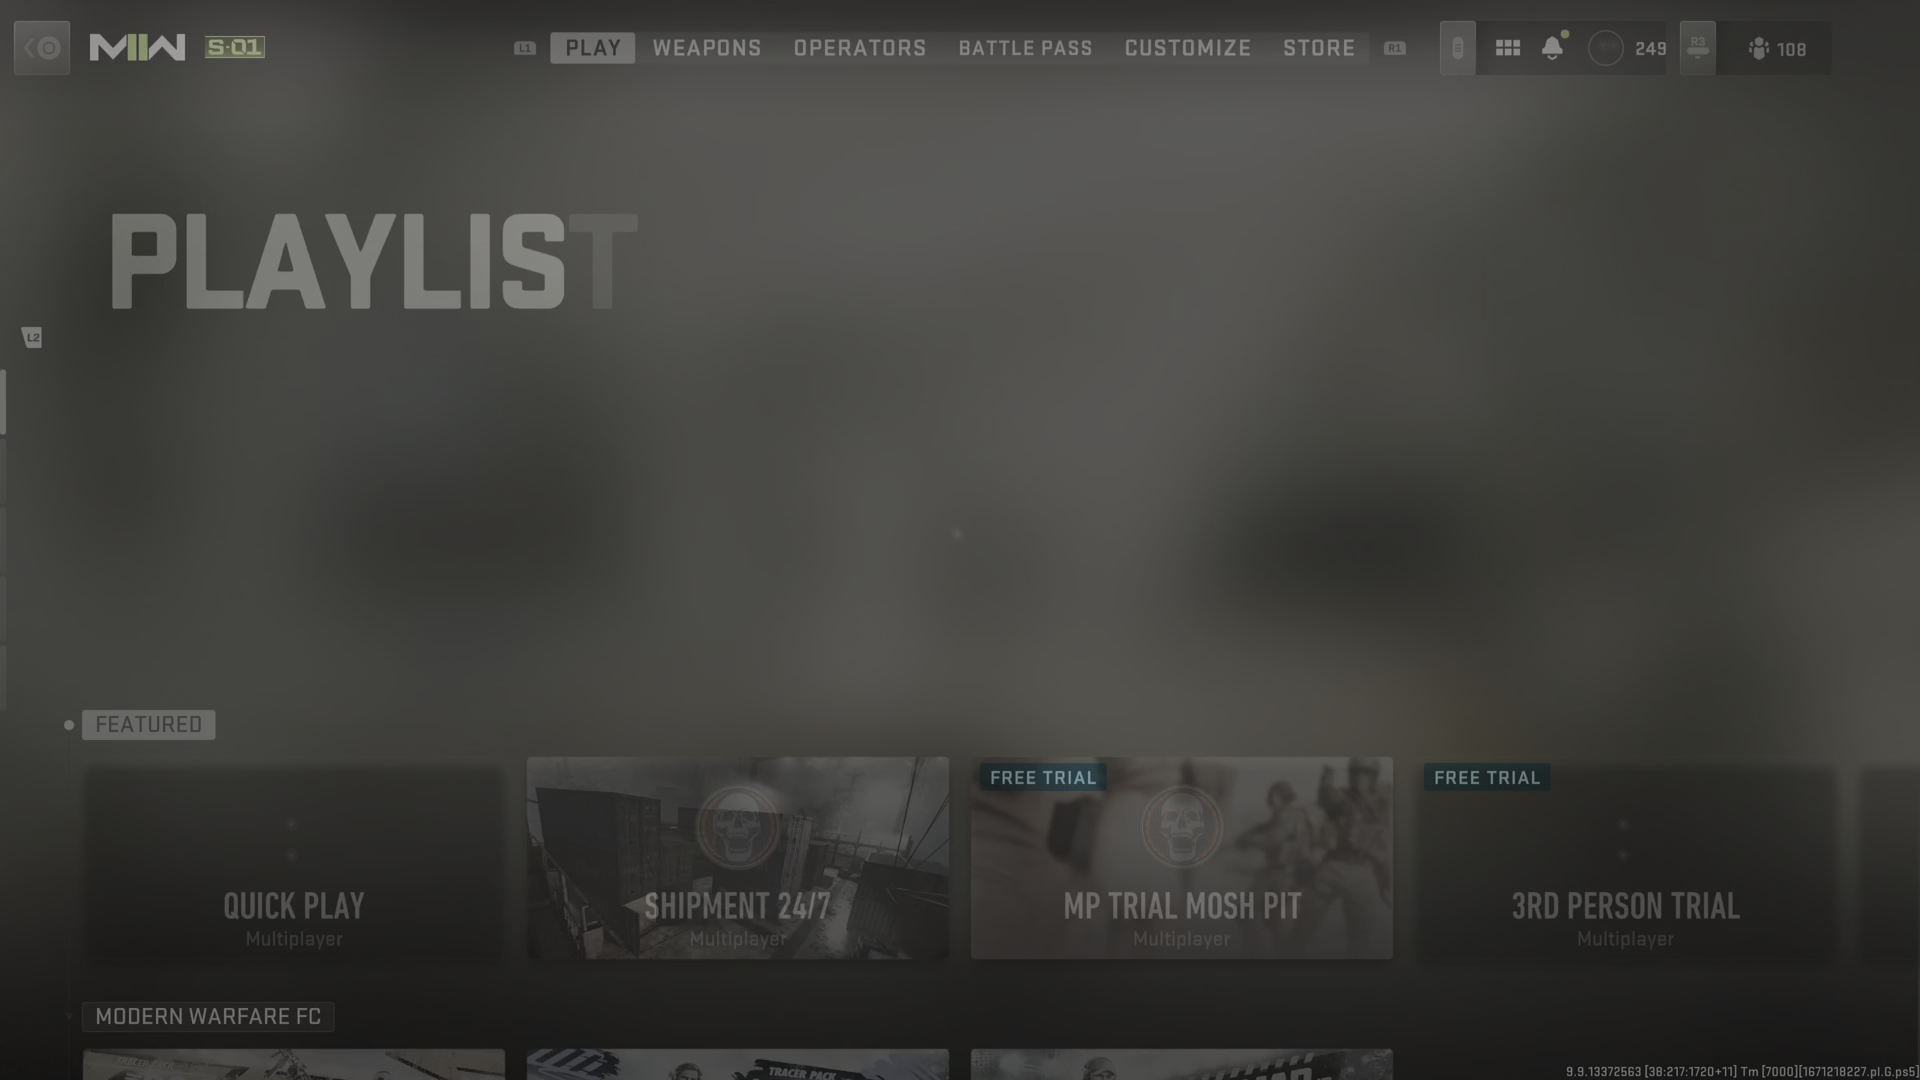 MW S-01
L1 PLAY WEAPONS OPERATORS BATTLE PASS CUSTOMIZE STORE R1
249 R3 108
PLAYLIST
L2
FEATURED
FREE TRIAL FREE TRIAL
QUICK PLAY SHIPMENT 24/7 MP TRIAL MOSH PIT 3RD PERSON TRIAL
Multiplayer Multiplayer Multiplayer Multiplayer
MODERN WARFARE FC
TRACER PACK TRACER PACK
9.9.13372563 [38:217:1720+11] Tm [7000][1671218227.pl.G.ps5]